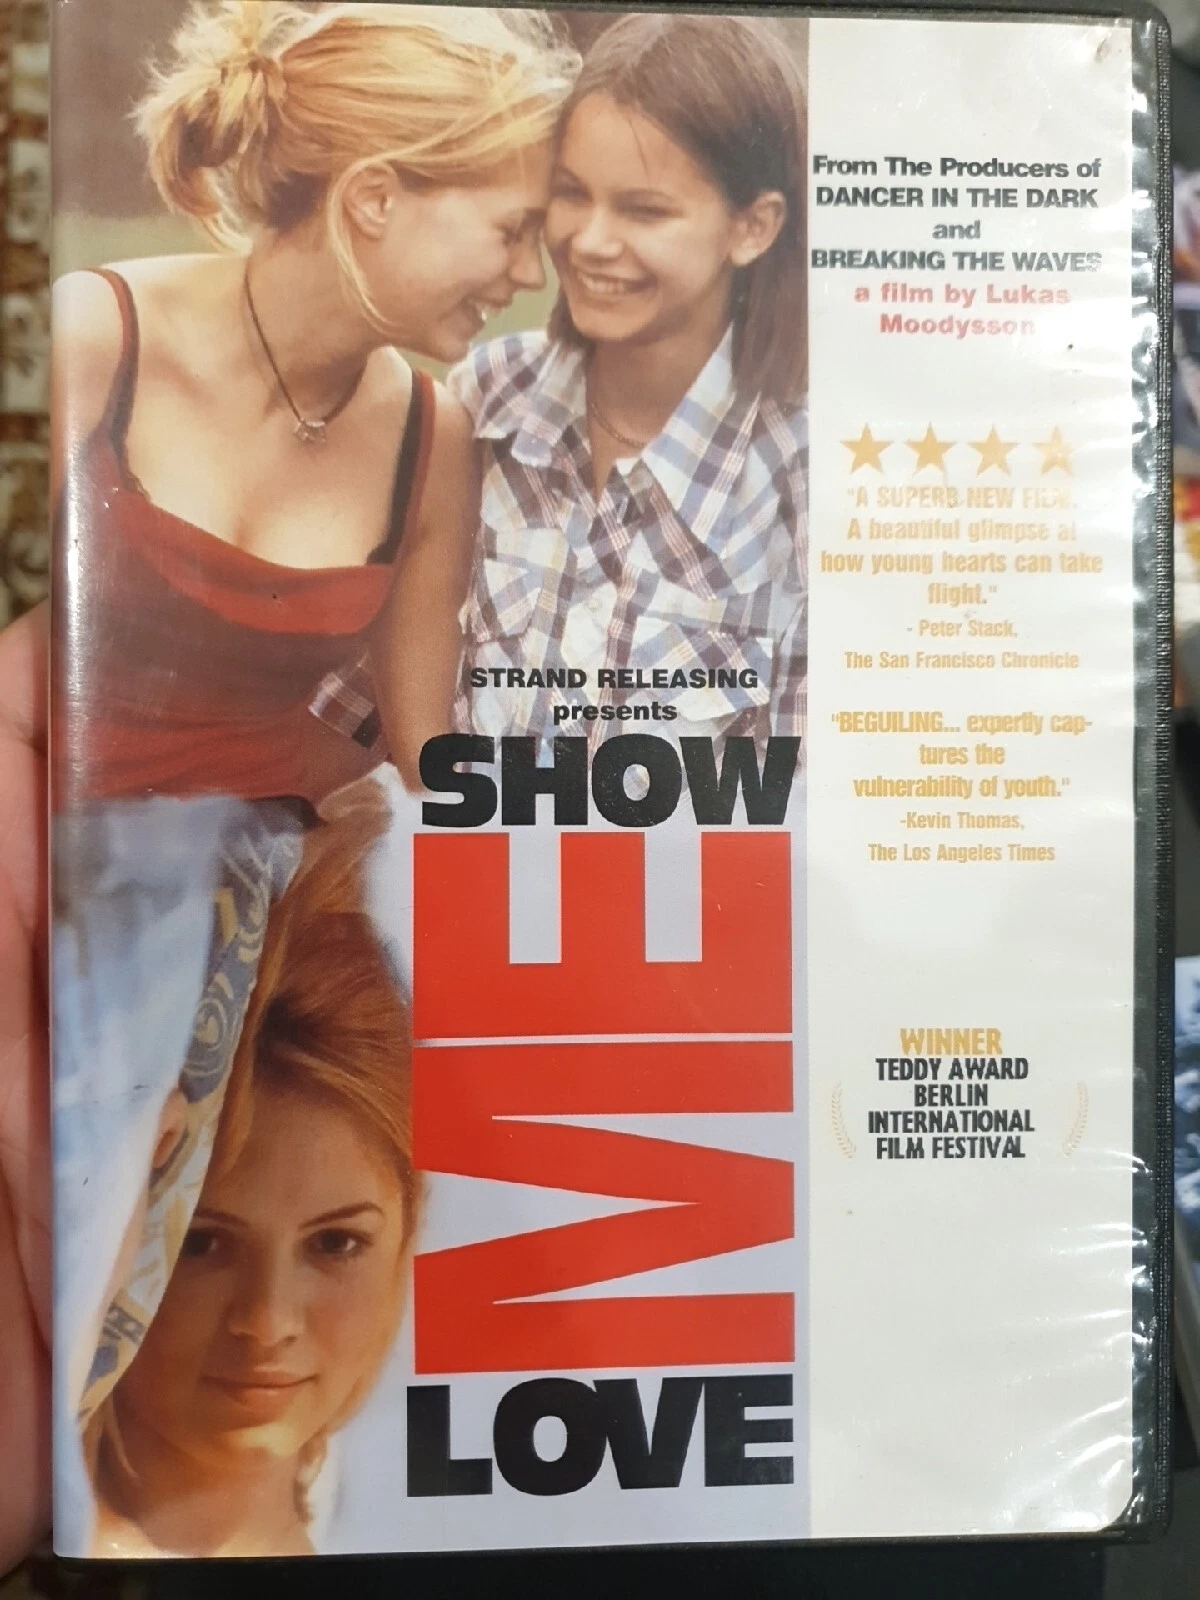 From The Producers of
DANCER IN THE DARK
and
BREAKING THE WAVES
a film by Lukas
Moodysson
"A SUPERB NEW FILM.
A beautiful glimpse at
how young hearts can take
flight."
- Peter Stack,
The San Francisco Chronicle
"BEGUILING... expertly cap-
tures the
vulnerability of youth."
-Kevin Thomas,
The Los Angeles Times
WINNER
TEDDY AWARD
BERLIN
INTERNATIONAL
FILM FESTIVAL
STRAND RELEASING
presents
SHOW
ME
LOVE